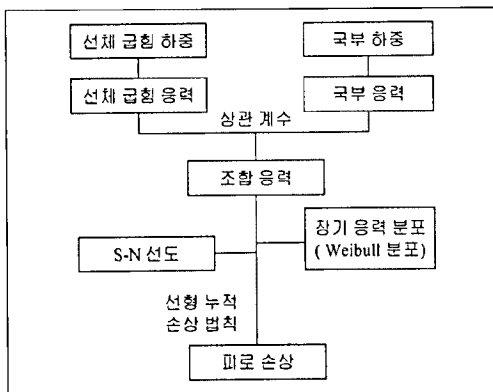 선체 굽힘 하중
국부 하중
선체 굽힘 응력
국부 응력
상관 계수
조합 응력
장기 응력 분포
( Weibull 분포)
S-N 선도
선형 누적
손상 법칙
피로 손상